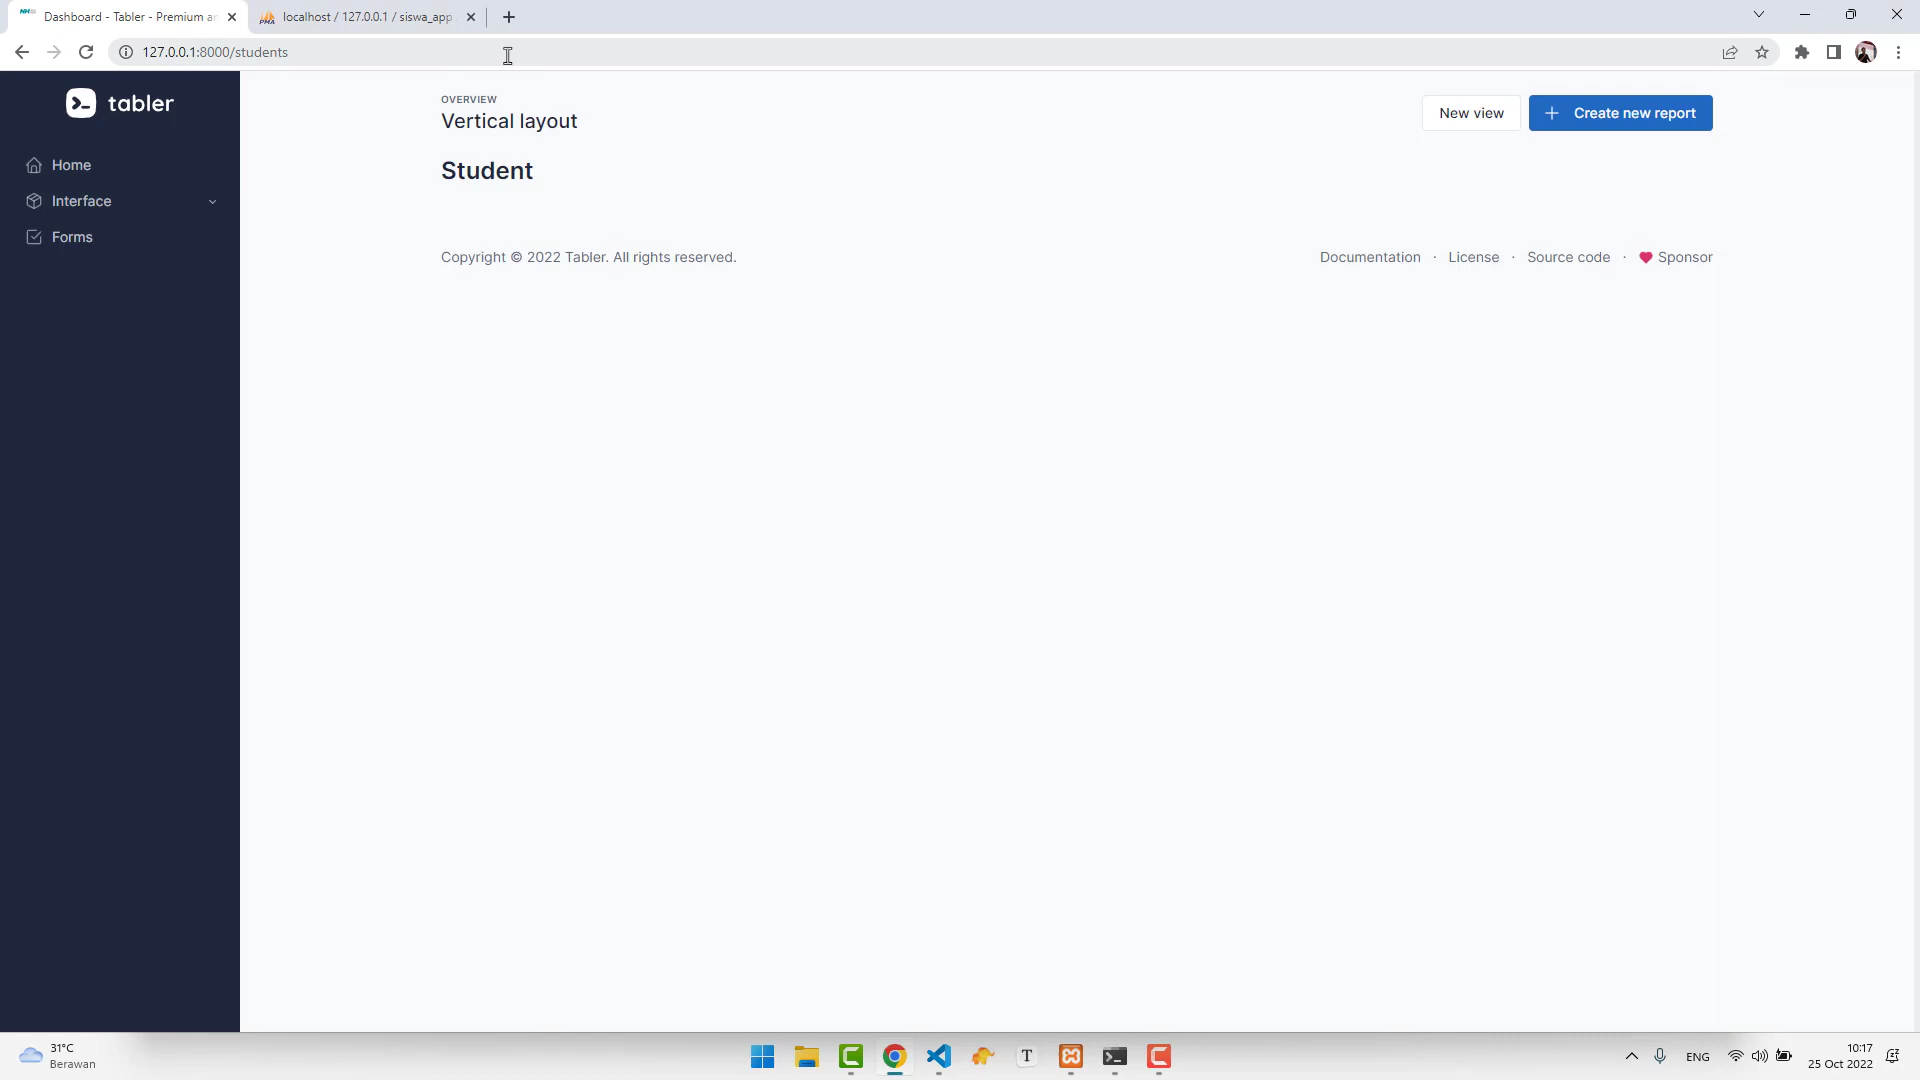 Dashboard - Tabler - Premium ar
localhost / 127.0.0.1 / siswa_app
127.0.0.1:8000/students
tabler
Home
Interface
Forms
OVERVIEW
Vertical layout
New view
Create new report
Student
Copyright © 2022 Tabler. All rights reserved.
Documentation · License · Source code · Sponsor
31°C
Berawan
T
ENG
10:17
25 Oct 2022